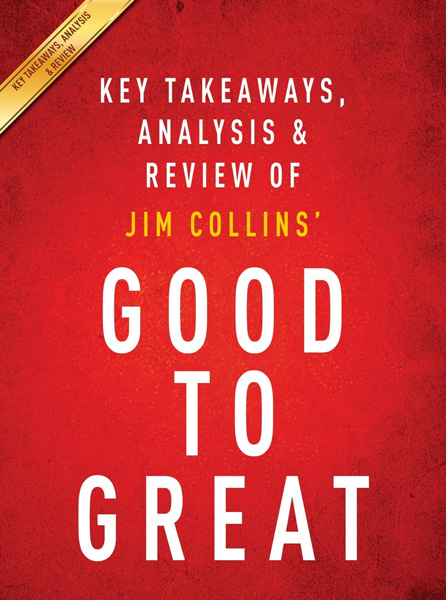 KEY TAKEAWAYS, ANALYSIS
& REVIEW
KEY TAKEAWAYS,
ANALYSIS &
REVIEW OF
JIM COLLINS'
GOOD
TO
GREAT